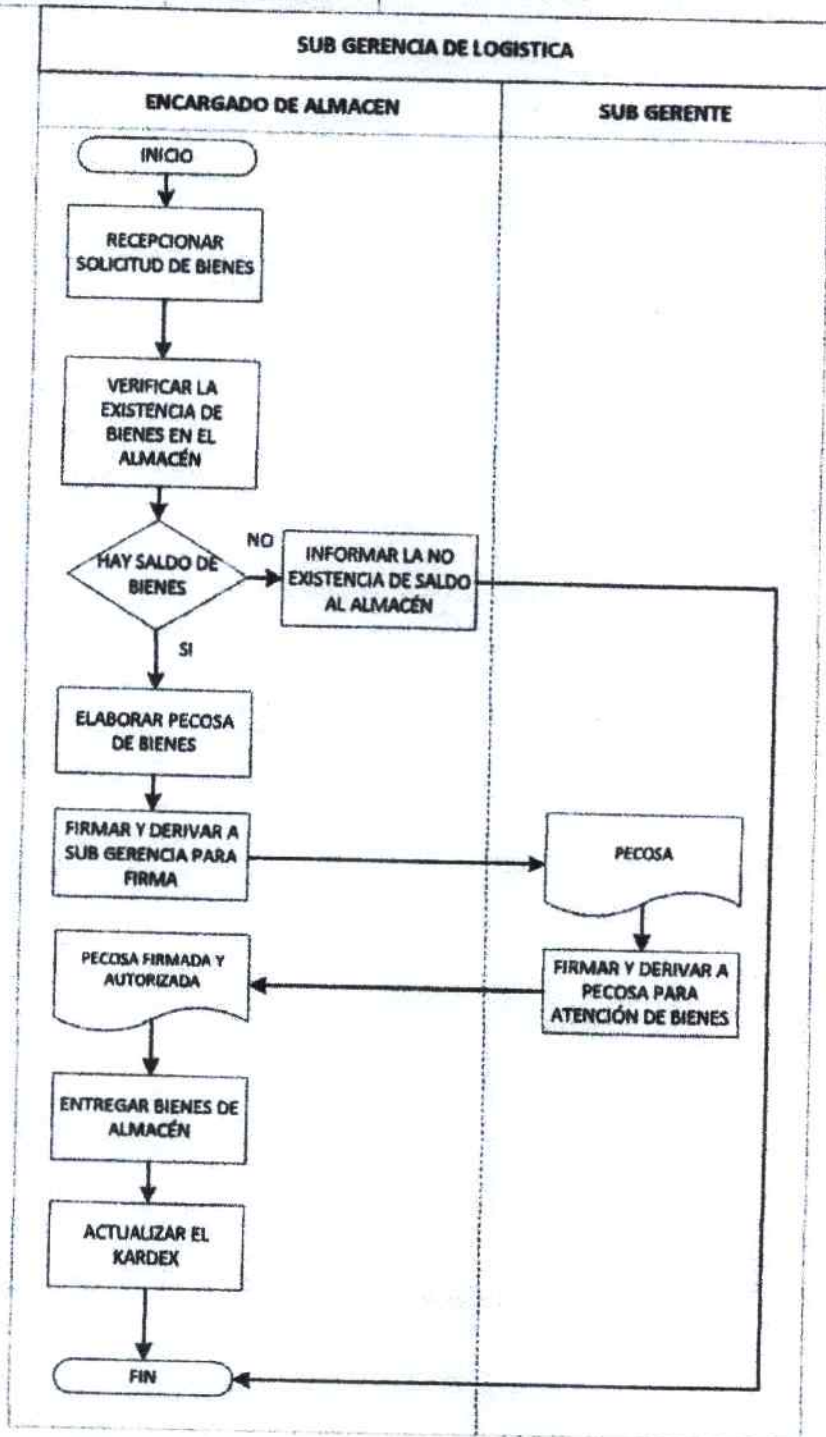 SUB GERENCIA DE LOGISTICA
ENCARGADO DE ALMACEN
SUB GERENTE
INICIO
RECEPCIONAR
SOLICITUD DE BIENES
VERIFICAR LA
EXISTENCIA DE
BIENES EN EL
ALMACÉN
HAY SALDO DE
BIENES
NO
INFORMAR LA NO
EXISTENCIA DE SALDO
AL ALMACÉN
SI
ELABORAR PECOSA
DE BIENES
FIRMAR Y DERIVAR A
SUB GERENCIA PARA
FIRMA
PECOSA
PECOSA FIRMADA Y
AUTORIZADA
FIRMAR Y DERIVAR A
PECOSA PARA
ATENCIÓN DE BIENES
ENTREGAR BIENES DE
ALMACÉN
ACTUALIZAR EL
KARDEX
FIN